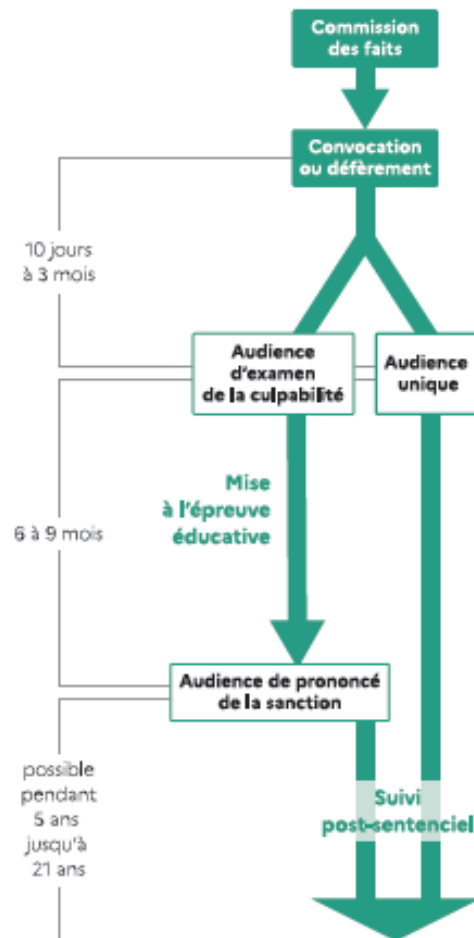 Commission
des faits
Convocation
ou défèrement
10 jours
à 3 mois
Audience
d'examen
de la culpabilité
Audience
unique
Mise
à l'épreuve
éducative
6 à 9 mois
Audience de prononcé
de la sanction
possible
pendant
5 ans
jusqu'à
21 ans
Suivi
post-sentenciel